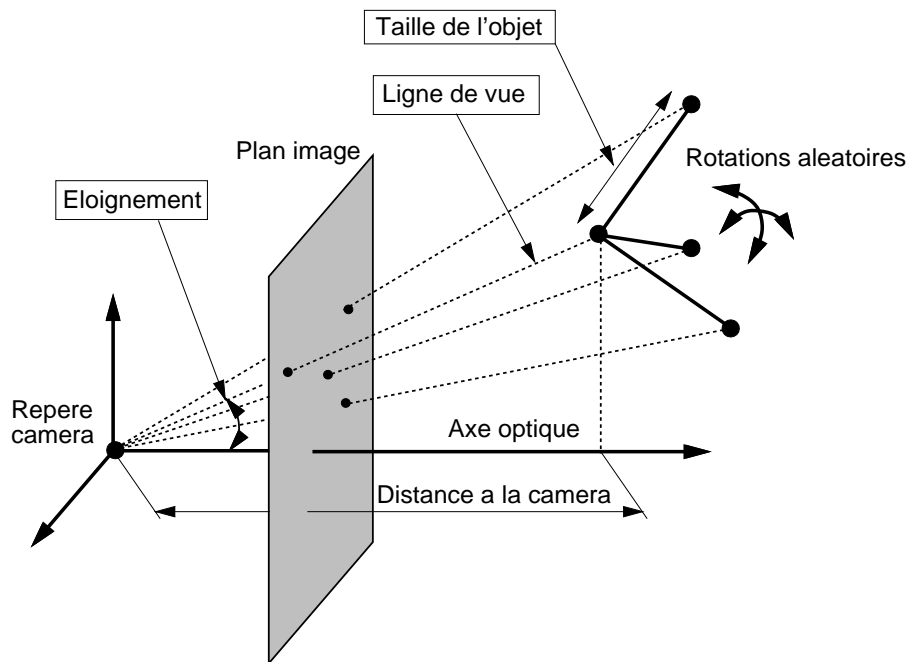 Taille de l'objet
Ligne de vue
Plan image
Rotations aleatoires
Eloignement
Repere
camera
Axe optique
Distance a la camera